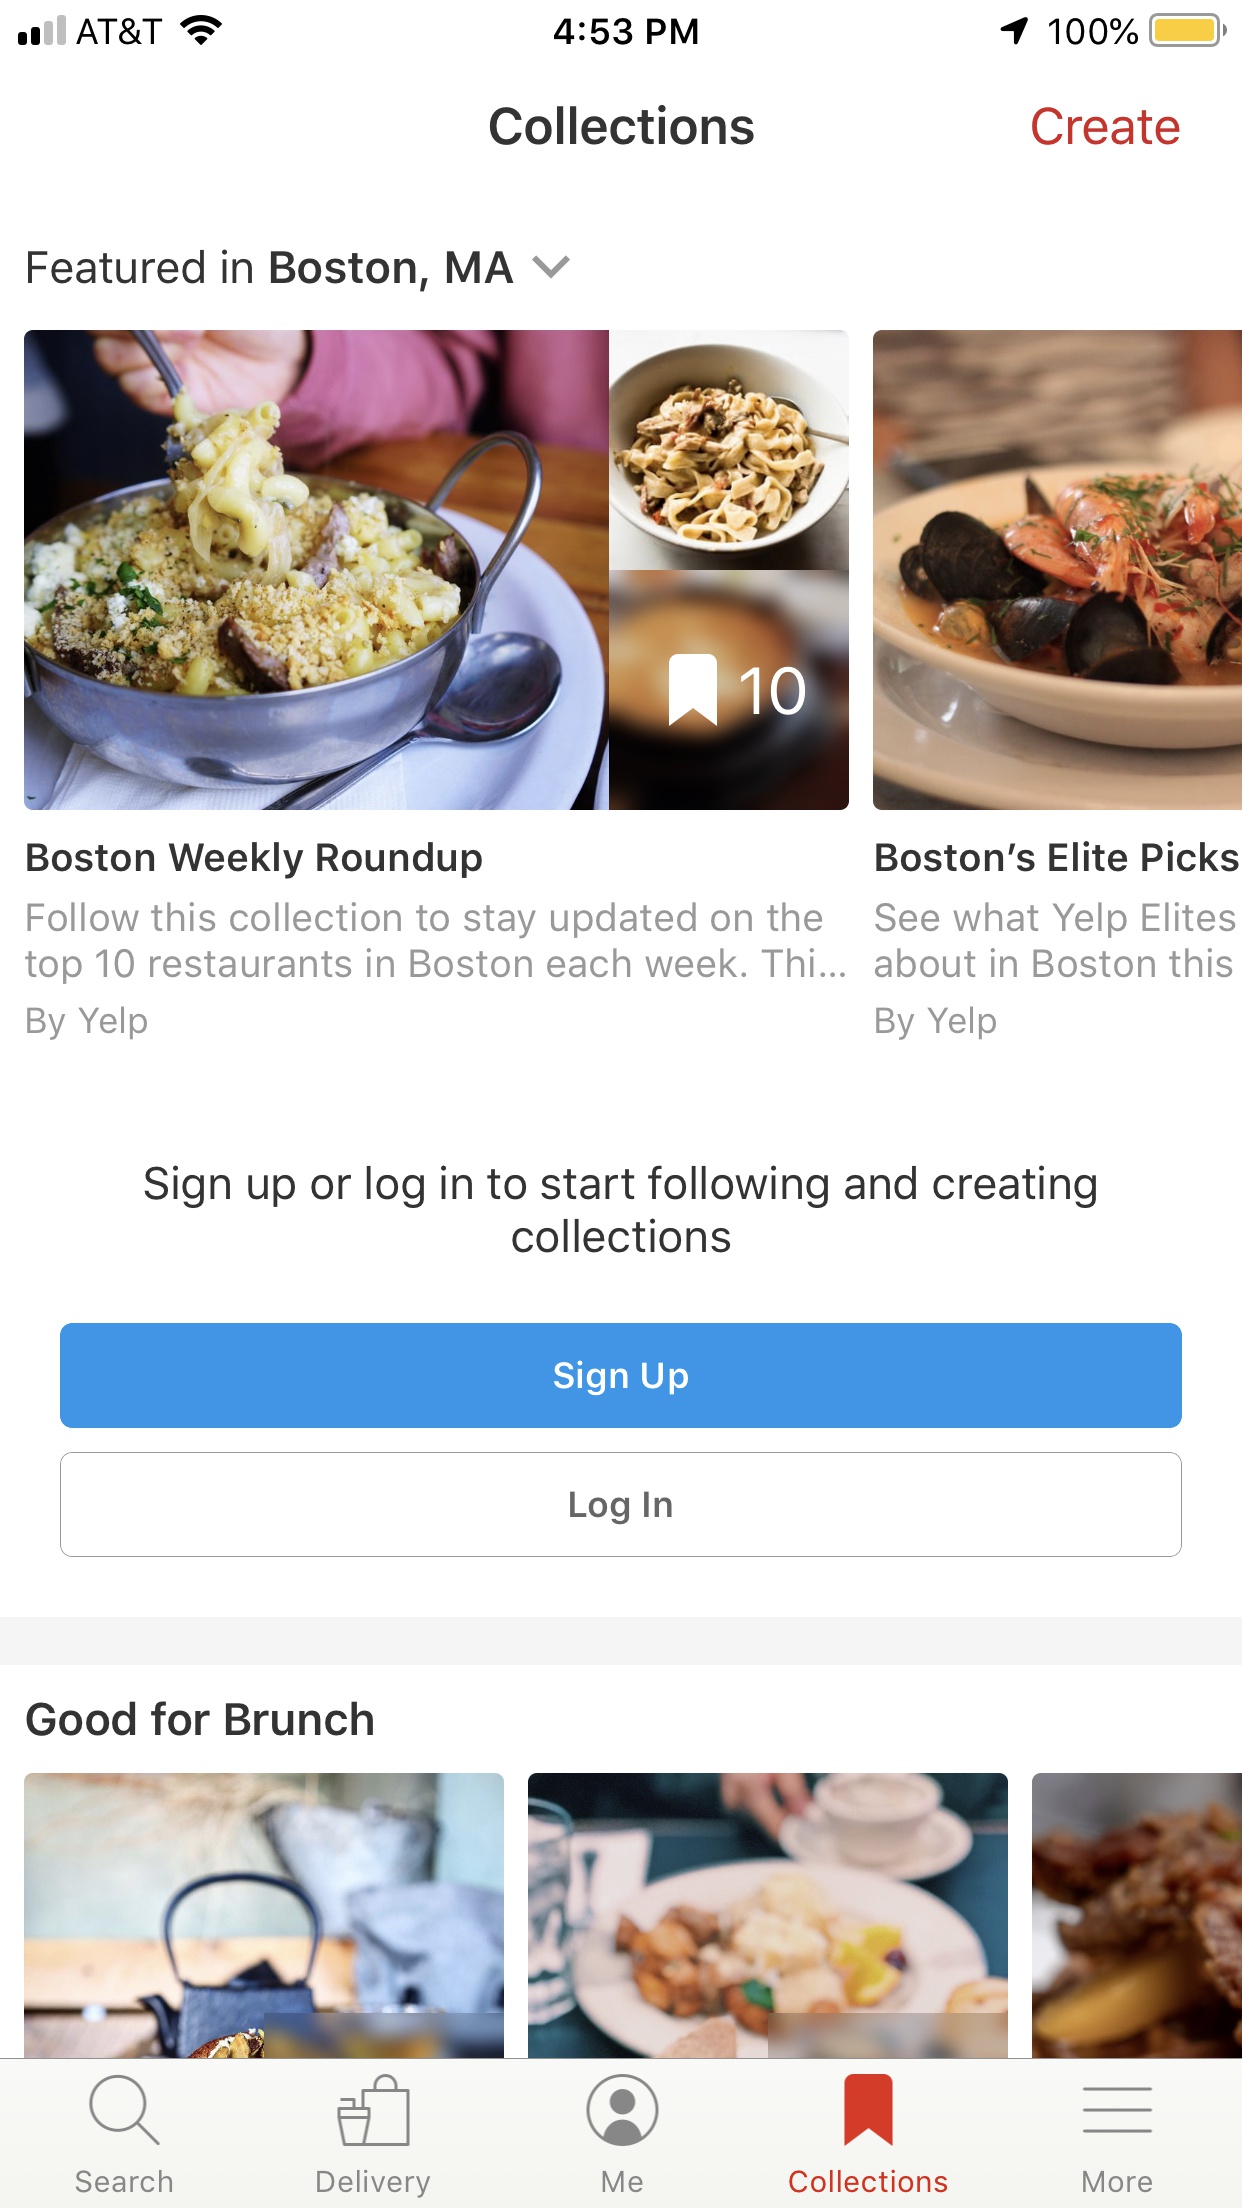 AT&T 4:53 PM 100%
Collections Create
Featured in Boston, MA
10
Boston Weekly Roundup
Follow this collection to stay updated on the
top 10 restaurants in Boston each week. Thi...
By Yelp
Boston’s Elite Picks
See what Yelp Elites
about in Boston this
By Yelp
Sign up or log in to start following and creating
collections
Sign Up
Log In
Good for Brunch
Search Delivery Me Collections More